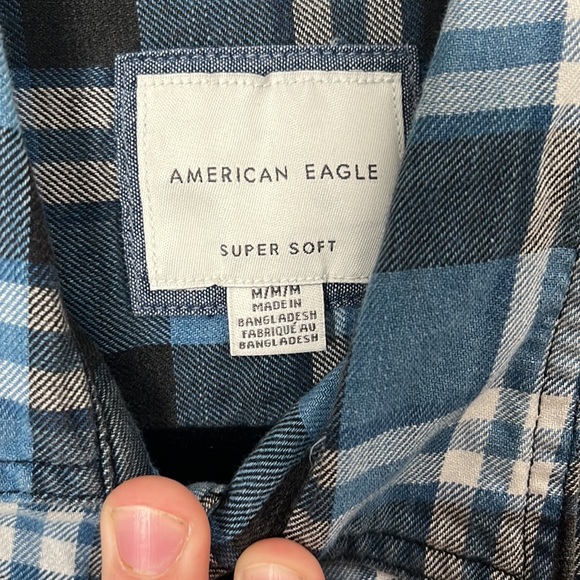 AMERICAN EAGLE
SUPER SOFT
M/M/M
MADE IN
BANGLADESH
FABRIQUÉ AU
BANGLADESH